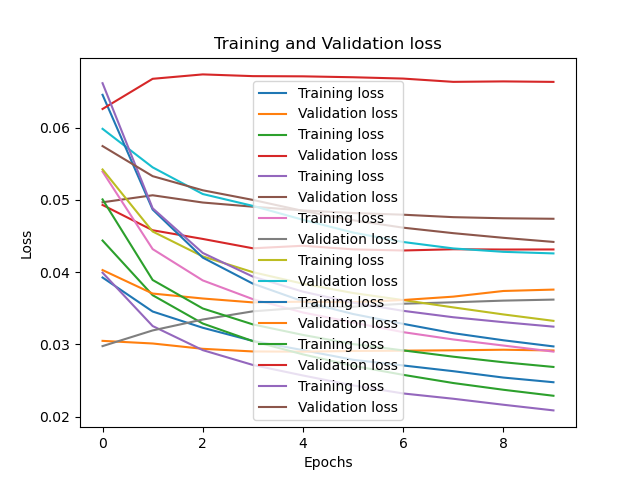 Training and Validation loss
Loss
0.06
0.05
0.04
0.03
0.02
Training loss
Validation loss
Training loss
Validation loss
Training loss
Validation loss
Training loss
Validation loss
Training loss
Validation loss
Training loss
Validation loss
Training loss
Validation loss
Training loss
Validation loss
0 2 4 6 8
Epochs